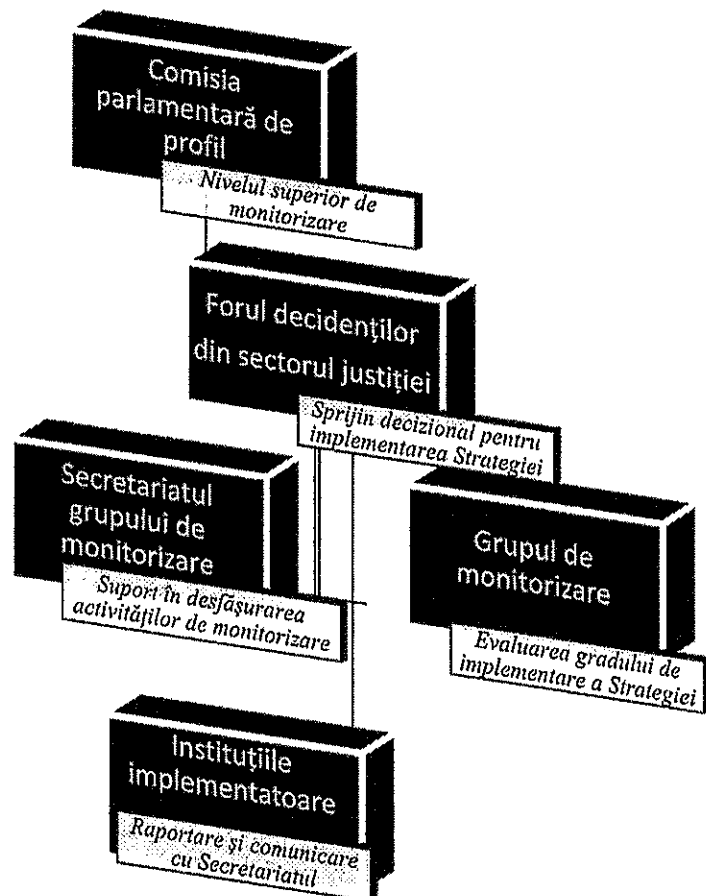 Comisia
parlamentară de
profil
Nivelul superior de
monitorizare
Forul decidenților
din sectorul justiției
Sprijin decizional pentru
implementarea Strategiei
Secretariatul
grupului de
monitorizare
Suport în desfășurarea
activităților de monitorizare
Grupul de
monitorizare
Evaluarea gradului de
implementare a Strategiei
Instituțiile
implementatoare
Raportare și comunicare
cu Secretariatul